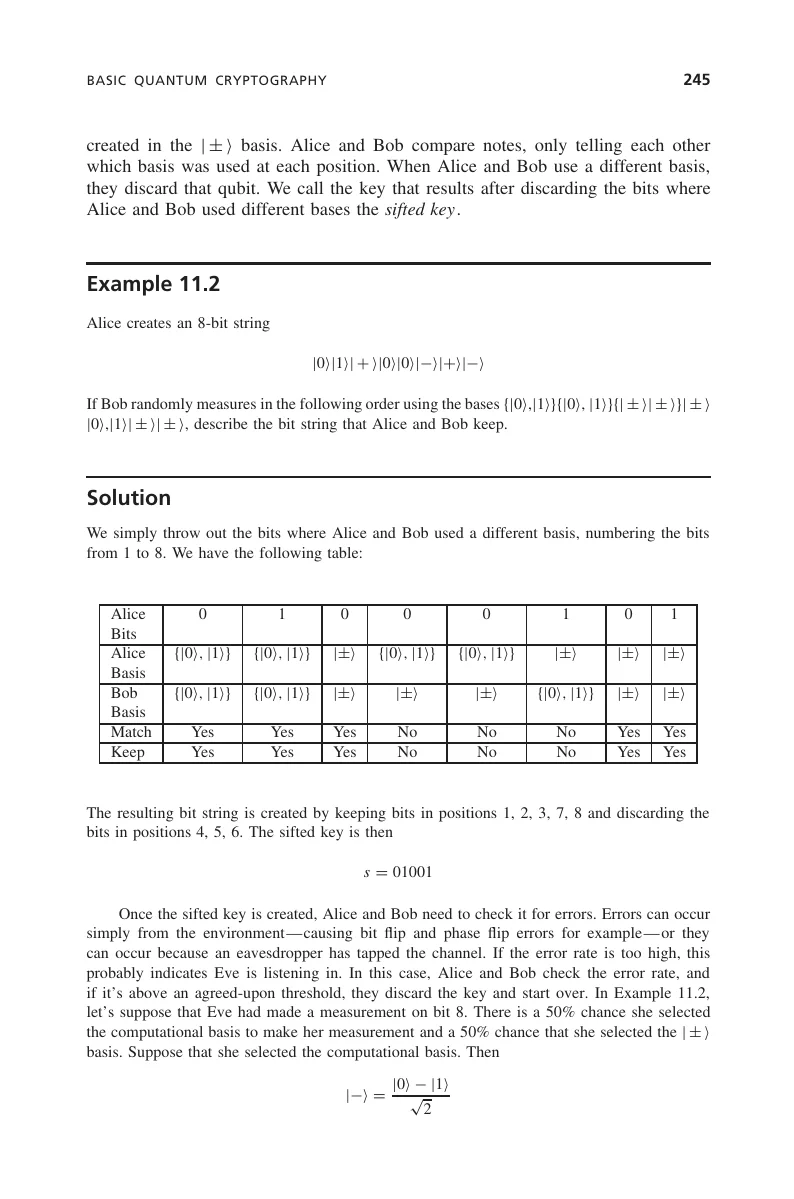 BASIC QUANTUM CRYPTOGRAPHY 245
created in the |±⟩ basis. Alice and Bob compare notes, only telling each other
which basis was used at each position. When Alice and Bob use a different basis,
they discard that qubit. We call the key that results after discarding the bits where
Alice and Bob used different bases the sifted key.
Example 11.2
Alice creates an 8-bit string
|0⟩|1⟩|+⟩|0⟩|0⟩|−⟩|+⟩|−⟩
If Bob randomly measures in the following order using the bases {|0⟩,|1⟩}{|0⟩, |1⟩}{|±⟩|±⟩}|±⟩
|0⟩,|1⟩|±⟩|±⟩, describe the bit string that Alice and Bob keep.
Solution
We simply throw out the bits where Alice and Bob used a different basis, numbering the bits
from 1 to 8. We have the following table:
Alice Bits 0 1 0 0 0 1 0 1
Alice Basis {|0⟩, |1⟩} {|0⟩, |1⟩} |±⟩ {|0⟩, |1⟩} {|0⟩, |1⟩} |±⟩ |±⟩ |±⟩
Bob Basis {|0⟩, |1⟩} {|0⟩, |1⟩} |±⟩ |±⟩ |±⟩ {|0⟩, |1⟩} |±⟩ |±⟩
Match Yes Yes Yes No No No Yes Yes
Keep Yes Yes Yes No No No Yes Yes
The resulting bit string is created by keeping bits in positions 1, 2, 3, 7, 8 and discarding the
bits in positions 4, 5, 6. The sifted key is then
s = 01001
Once the sifted key is created, Alice and Bob need to check it for errors. Errors can occur
simply from the environment—causing bit flip and phase flip errors for example—or they
can occur because an eavesdropper has tapped the channel. If the error rate is too high, this
probably indicates Eve is listening in. In this case, Alice and Bob check the error rate, and
if it's above an agreed-upon threshold, they discard the key and start over. In Example 11.2,
let's suppose that Eve had made a measurement on bit 8. There is a 50% chance she selected
the computational basis to make her measurement and a 50% chance that she selected the |±⟩
basis. Suppose that she selected the computational basis. Then
|−⟩ = |0⟩ − |1⟩ / √2